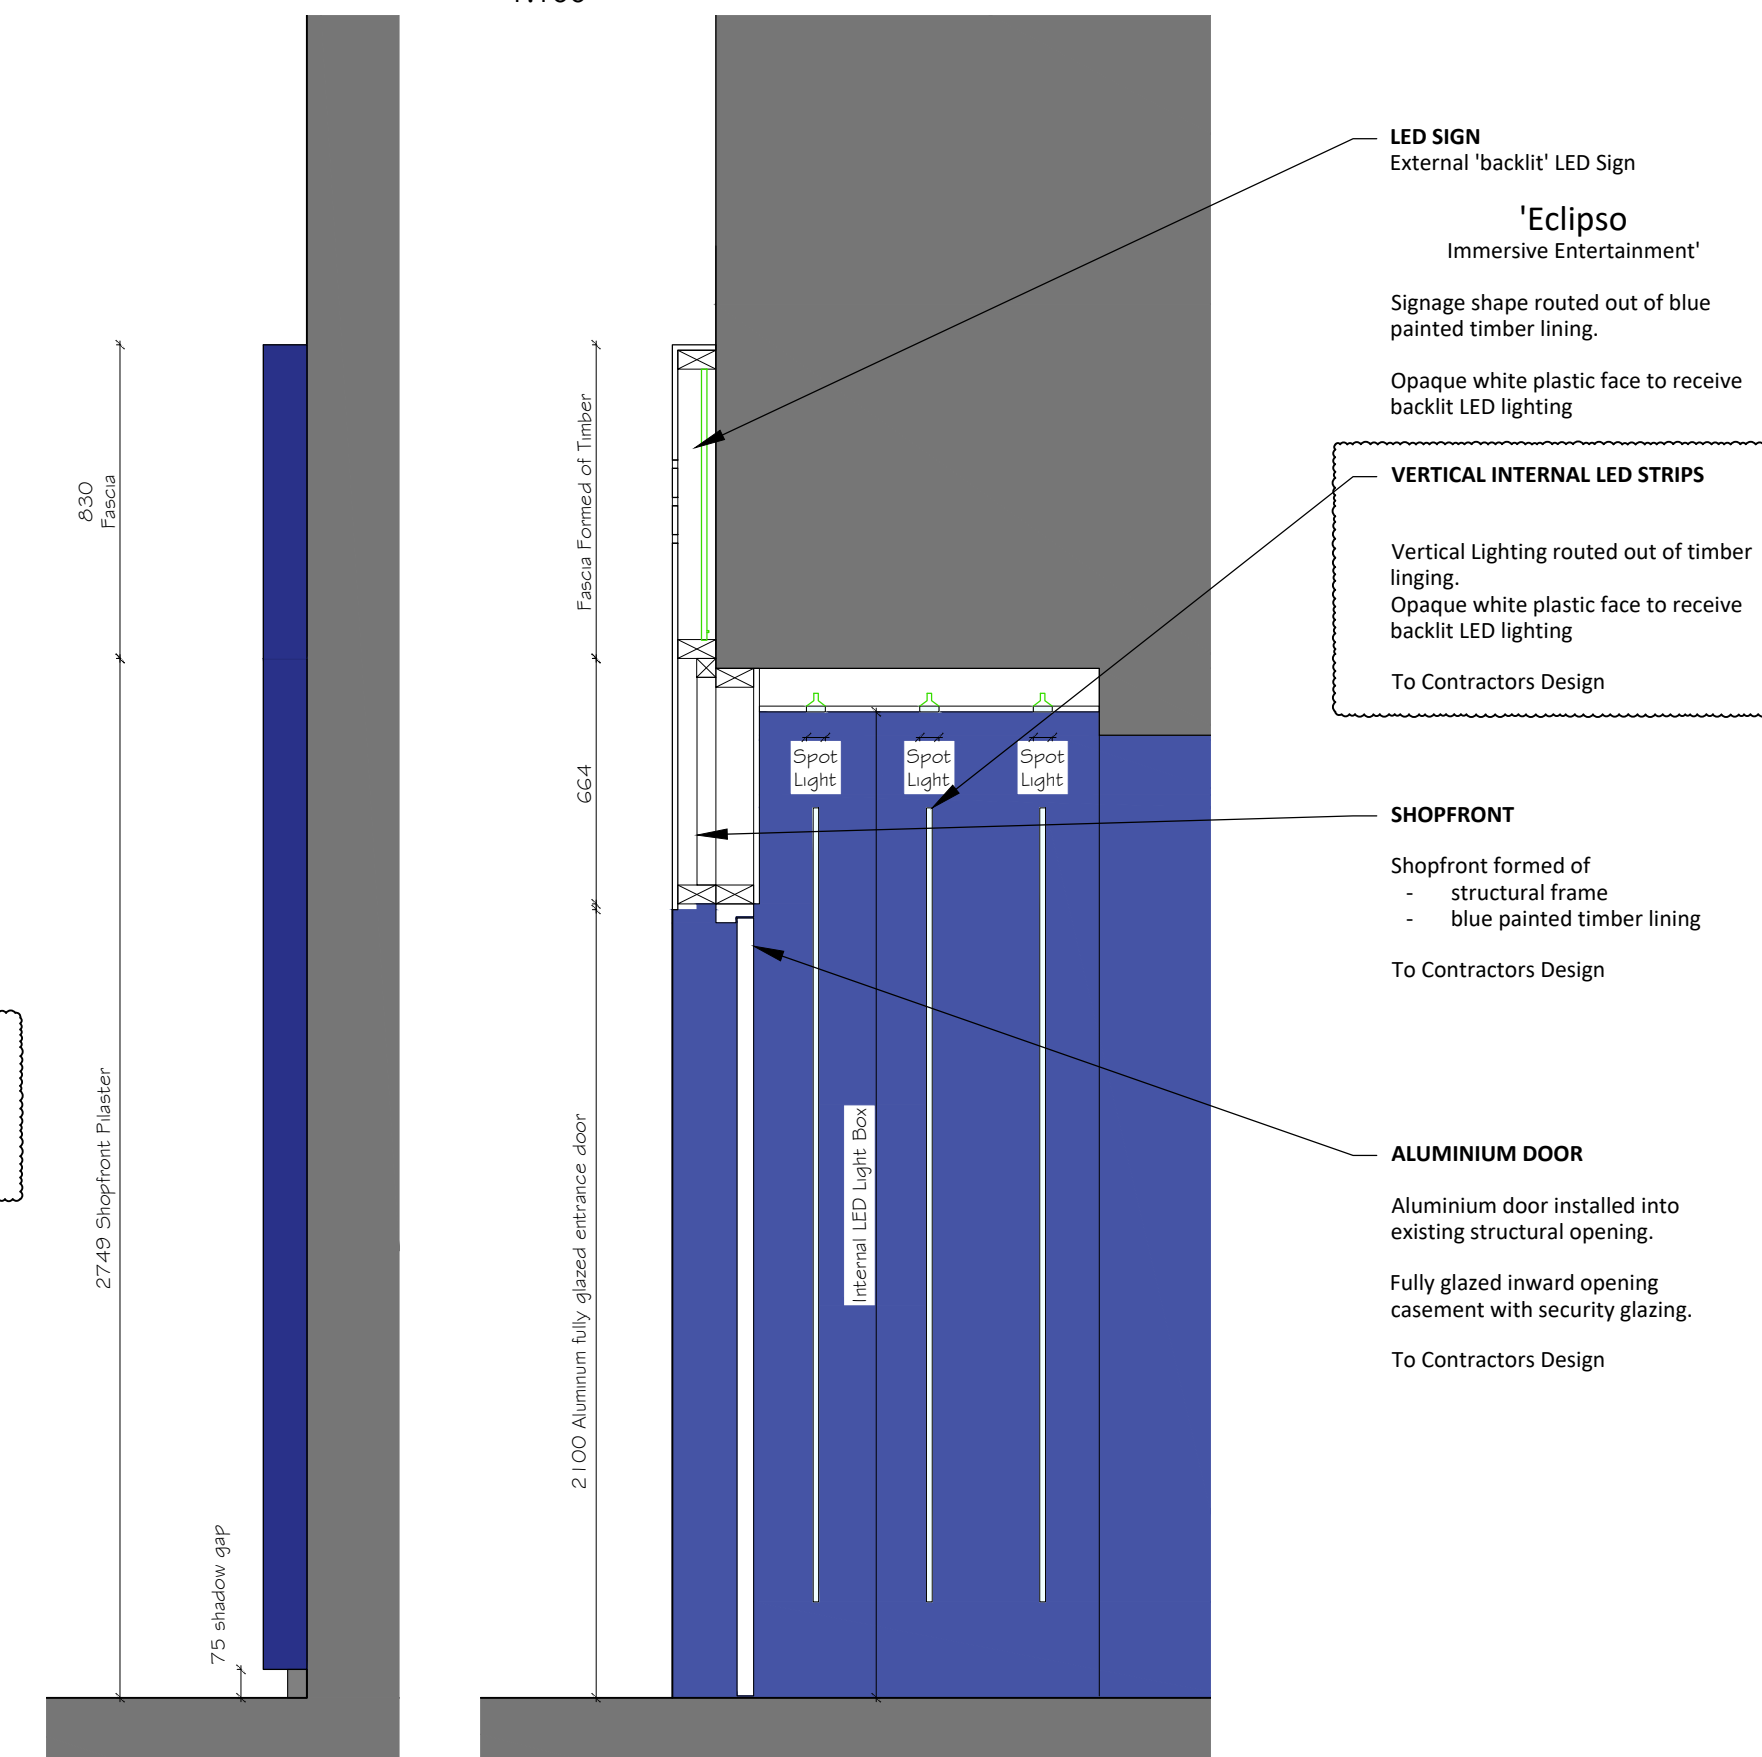 LED SIGN
External 'backlit' LED Sign
'Eclipso
Immersive Entertainment'
Signage shape routed out of blue
painted timber lining.
Opaque white plastic face to receive
backlit LED lighting
VERTICAL INTERNAL LED STRIPS
Vertical Lighting routed out of timber
linging.
Opaque white plastic face to receive
backlit LED lighting
To Contractors Design
SHOPFRONT
Shopfront formed of
- structural frame
- blue painted timber lining
To Contractors Design
ALUMINIUM DOOR
Aluminium door installed into
existing structural opening.
Fully glazed inward opening
casement with security glazing.
To Contractors Design
830
Fascia
2749 Shopfront Pilaster
75 shadow gap
Fascia Formed of Timber
664
2100 Aluminum fully glazed entrance door
Spot
Light
Spot
Light
Spot
Light
Internal LED Light Box